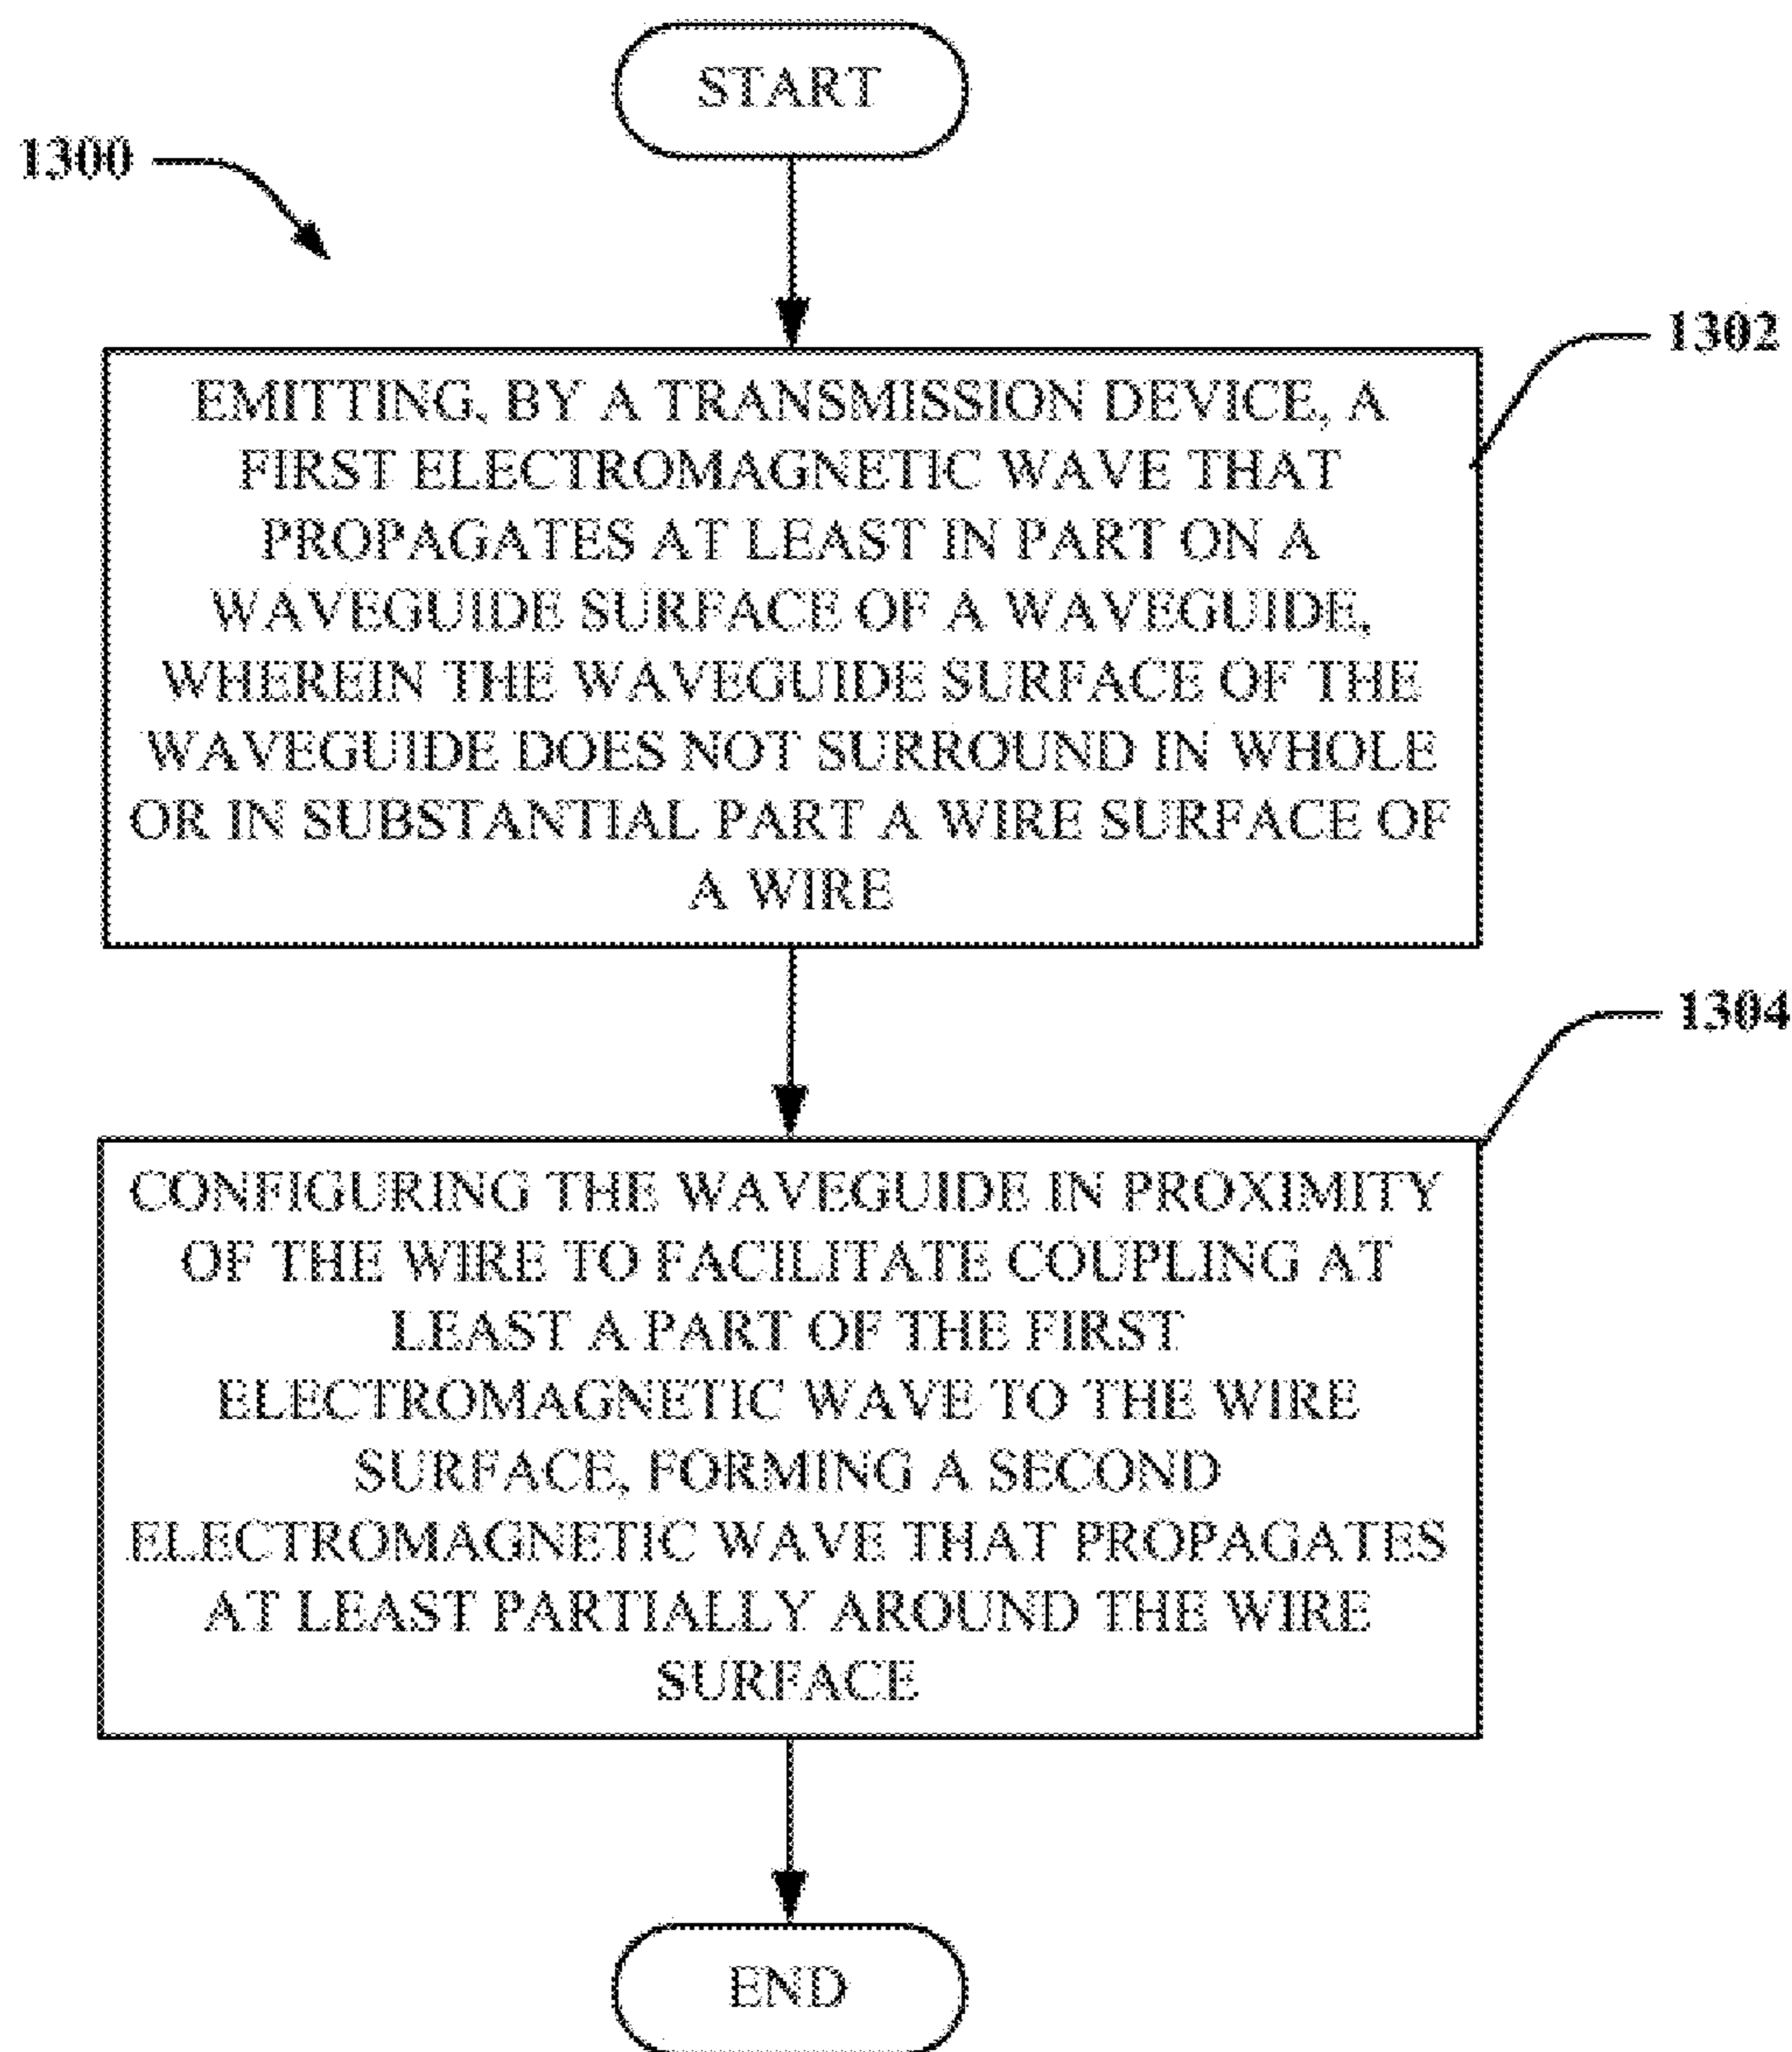 START
1300
1302
EMITTING, BY A TRANSMISSION DEVICE, A
FIRST ELECTROMAGNETIC WAVE THAT
PROPAGATES AT LEAST IN PART ON A
WAVEGUIDE SURFACE OF A WAVEGUIDE,
WHEREIN THE WAVEGUIDE SURFACE OF THE
WAVEGUIDE DOES NOT SURROUND IN WHOLE
OR IN SUBSTANTIAL PART A WIRE SURFACE OF
A WIRE
1304
CONFIGURING THE WAVEGUIDE IN PROXIMITY
OF THE WIRE TO FACILITATE COUPLING AT
LEAST A PART OF THE FIRST
ELECTROMAGNETIC WAVE TO THE WIRE
SURFACE, FORMING A SECOND
ELECTROMAGNETIC WAVE THAT PROPAGATES
AT LEAST PARTIALLY AROUND THE WIRE
SURFACE
END